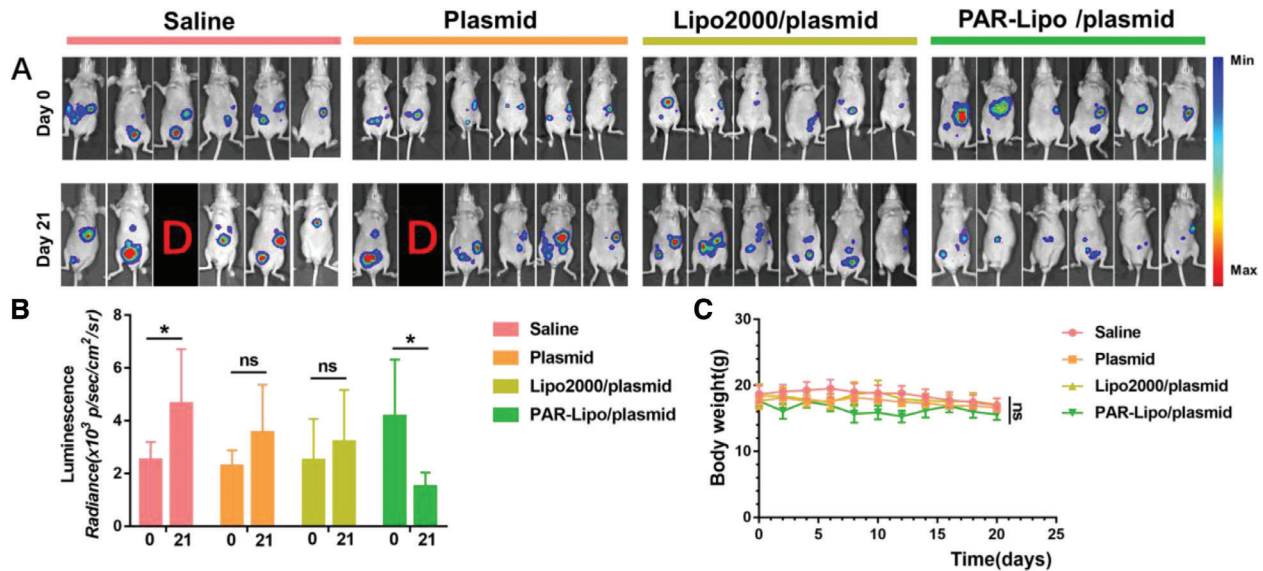 Saline Plasmid Lipo2000/plasmid PAR-Lipo /plasmid
A
Day 0
Min
Day 21
D
D
Max
B
8
6
4
2
0
Luminescence
Radiance(x10³ p/sec/cm²/sr)
* ns ns *
0 21 0 21 0 21 0 21
Saline
Plasmid
Lipo2000/plasmid
PAR-Lipo/plasmid
C
30
20
10
0
Body weight(g)
ns
0 5 10 15 20 25
Time(days)
Saline
Plasmid
Lipo2000/plasmid
PAR-Lipo/plasmid